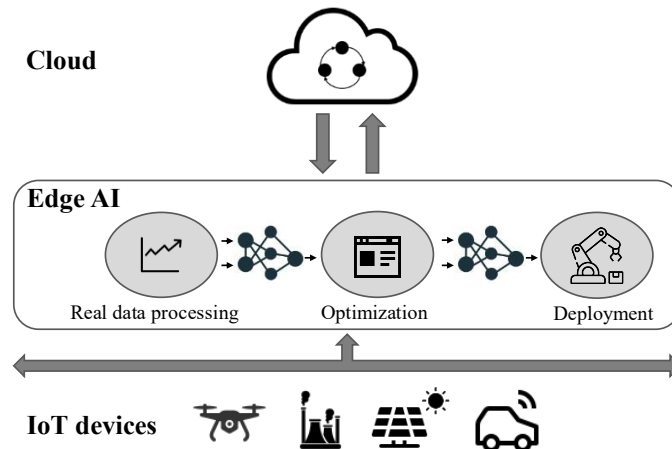 Cloud
Edge AI
Real data processing
Optimization
Deployment
IoT devices